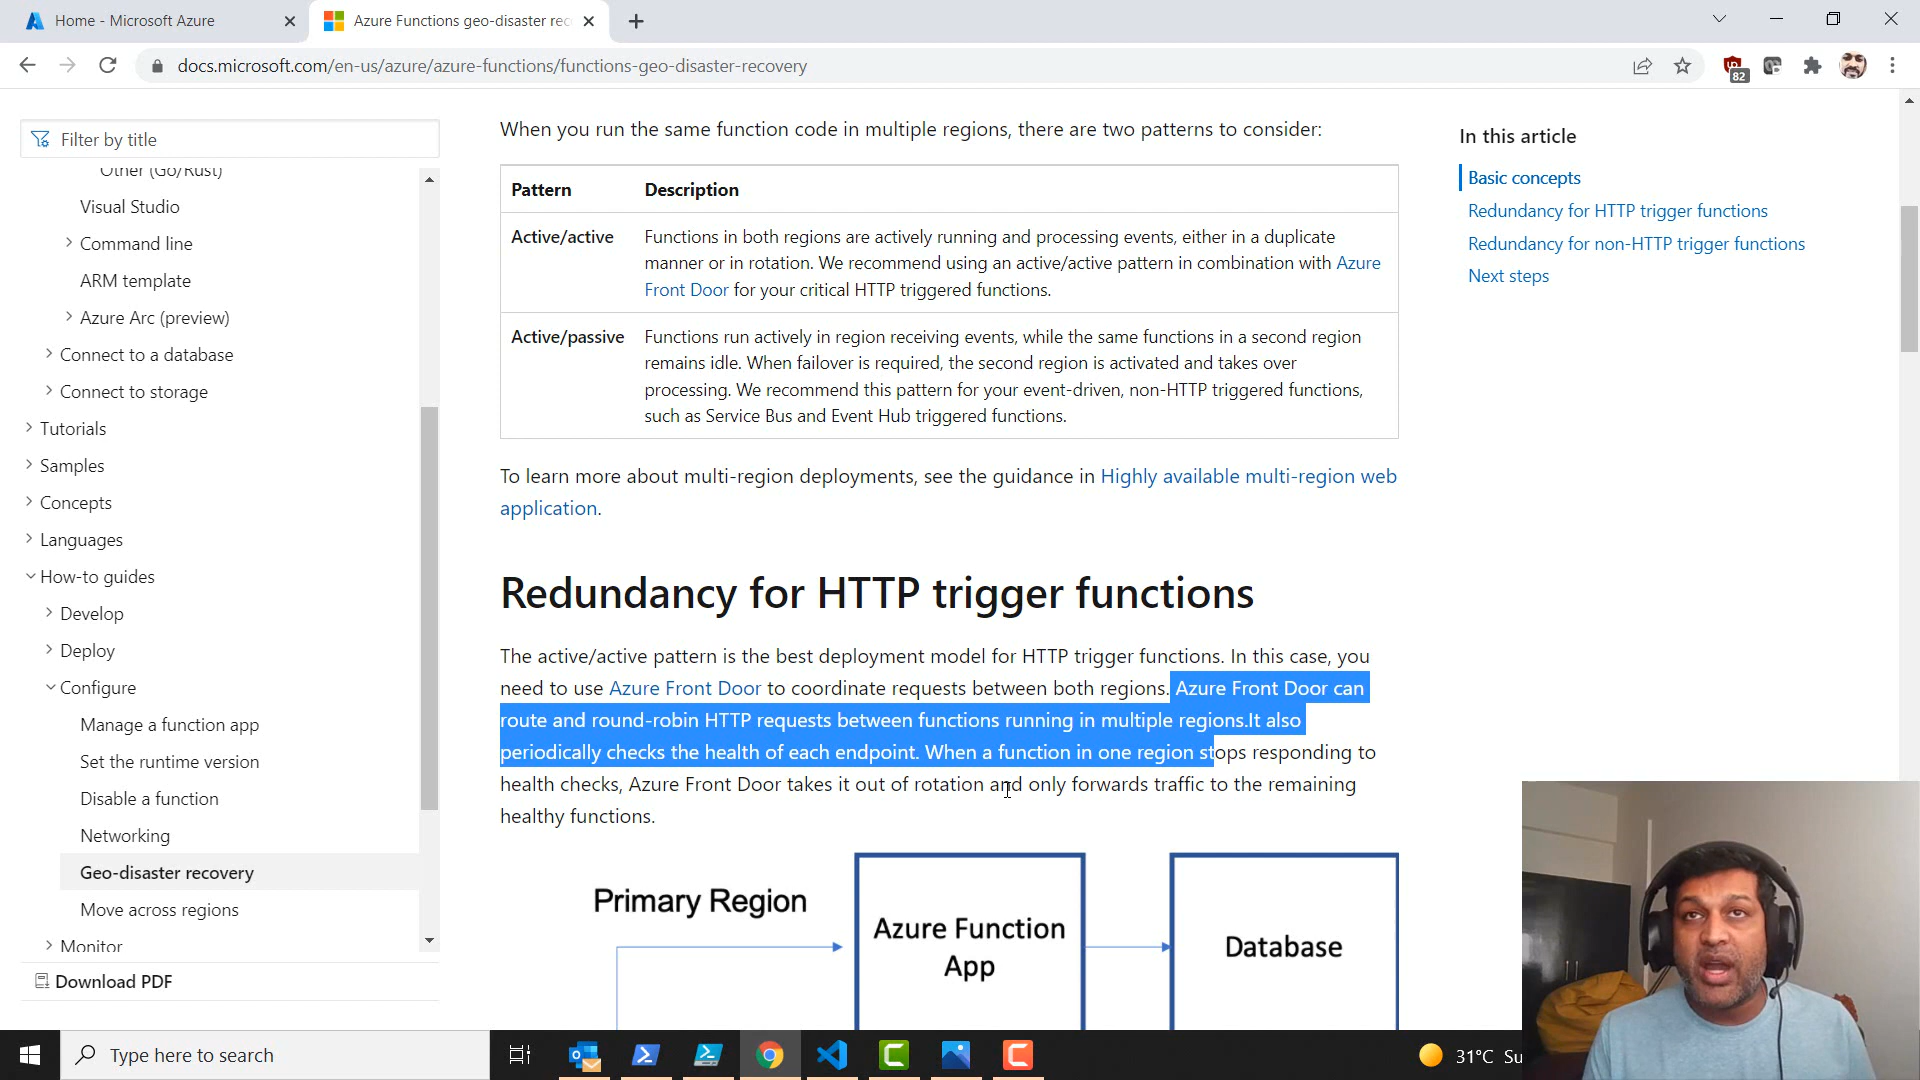 Home - Microsoft Azure
Azure Functions geo-disaster rec
docs.microsoft.com/en-us/azure/azure-functions/functions-geo-disaster-recovery
82
Filter by title
Other (Go/Rust)
Visual Studio
Command line
ARM template
Azure Arc (preview)
Connect to a database
Connect to storage
Tutorials
Samples
Concepts
Languages
How-to guides
Develop
Deploy
Configure
Manage a function app
Set the runtime version
Disable a function
Networking
Geo-disaster recovery
Move across regions
Monitor
Download PDF
When you run the same function code in multiple regions, there are two patterns to consider:
Pattern Description
Active/active Functions in both regions are actively running and processing events, either in a duplicate
manner or in rotation. We recommend using an active/active pattern in combination with Azure
Front Door for your critical HTTP triggered functions.
Active/passive Functions run actively in region receiving events, while the same functions in a second region
remains idle. When failover is required, the second region is activated and takes over
processing. We recommend this pattern for your event-driven, non-HTTP triggered functions,
such as Service Bus and Event Hub triggered functions.
To learn more about multi-region deployments, see the guidance in Highly available multi-region web
application.
Redundancy for HTTP trigger functions
The active/active pattern is the best deployment model for HTTP trigger functions. In this case, you
need to use Azure Front Door to coordinate requests between both regions. Azure Front Door can
route and round-robin HTTP requests between functions running in multiple regions.It also
periodically checks the health of each endpoint. When a function in one region stops responding to
health checks, Azure Front Door takes it out of rotation and only forwards traffic to the remaining
healthy functions.
Primary Region
Azure Function
App
Database
In this article
Basic concepts
Redundancy for HTTP trigger functions
Redundancy for non-HTTP trigger functions
Next steps
Type here to search
31°C Su